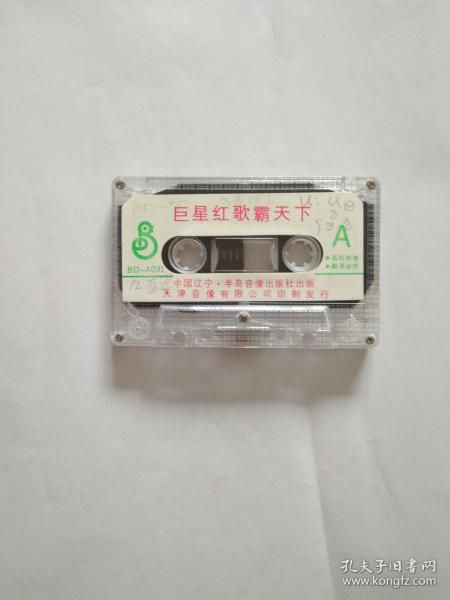 巨星红歌霸天下
A
BD-A031
•版权所有
•翻录必究
中国辽宁·半岛音像出版社出版
天津音像有限公司印制发行
孔夫子旧书网
www.kongfz.com